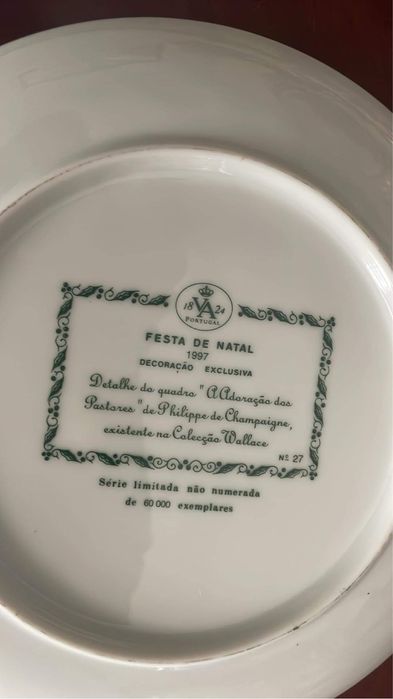 18 VA 24
PORTUGAL
FESTA DE NATAL
1997
DECORAÇÃO EXCLUSIVA
Detalhe do quadro "A Adoração dos
Pastores" de Philippe de Champaigne,
existente na Colecção Wallace
Nº 27
Série limitada não numerada
de 60 000 exemplares